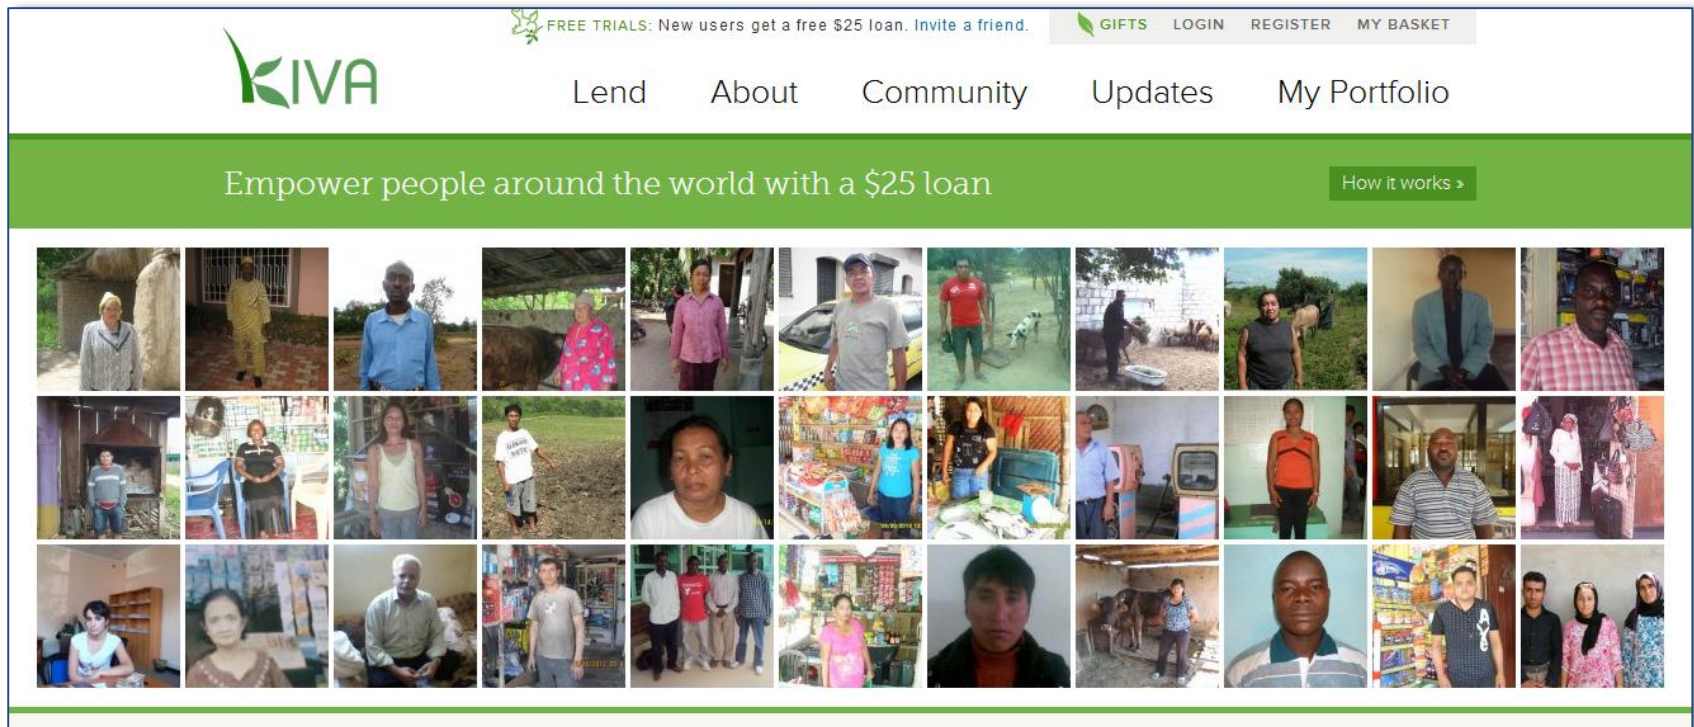 FREE TRIALS: New users get a free $25 loan. Invite a friend.
GIFTS LOGIN REGISTER MY BASKET
KIVA
Lend About Community Updates My Portfolio
Empower people around the world with a $25 loan
How it works »